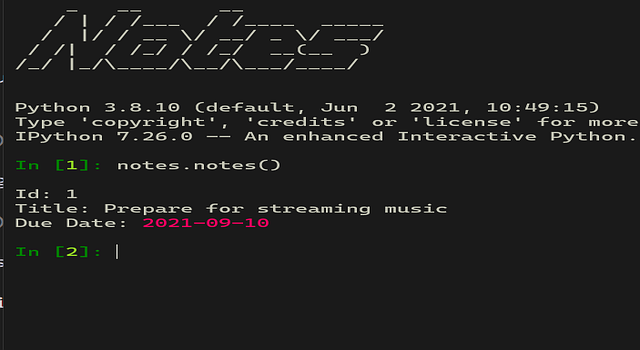 Notes
Python 3.8.10 (default, Jun  2 2021, 10:49:15)
Type 'copyright', 'credits' or 'license' for more
IPython 7.26.0 -- An enhanced Interactive Python.
In [1]: notes.notes()
Id: 1
Title: Prepare for streaming music
Due Date: 2021-09-10
In [2]: